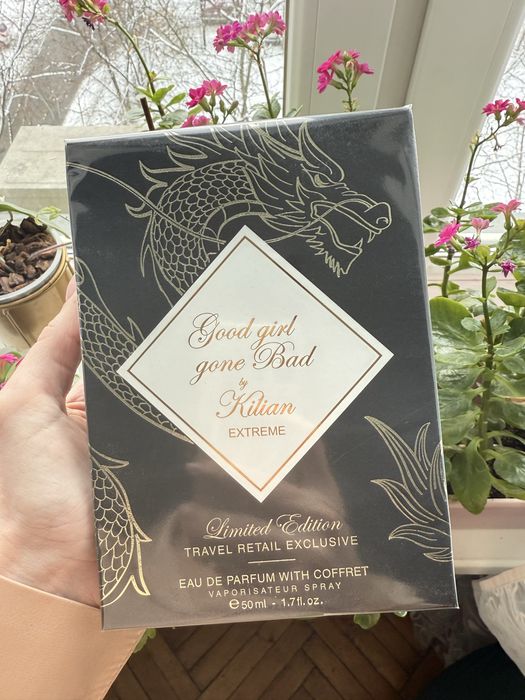 Good girl
gone Bad
by
Kilian
EXTREME
Limited Edition
TRAVEL RETAIL EXCLUSIVE
EAU DE PARFUM WITH COFFRET
VAPORISATEUR SPRAY
℮50ml - 1.7fl.oz.